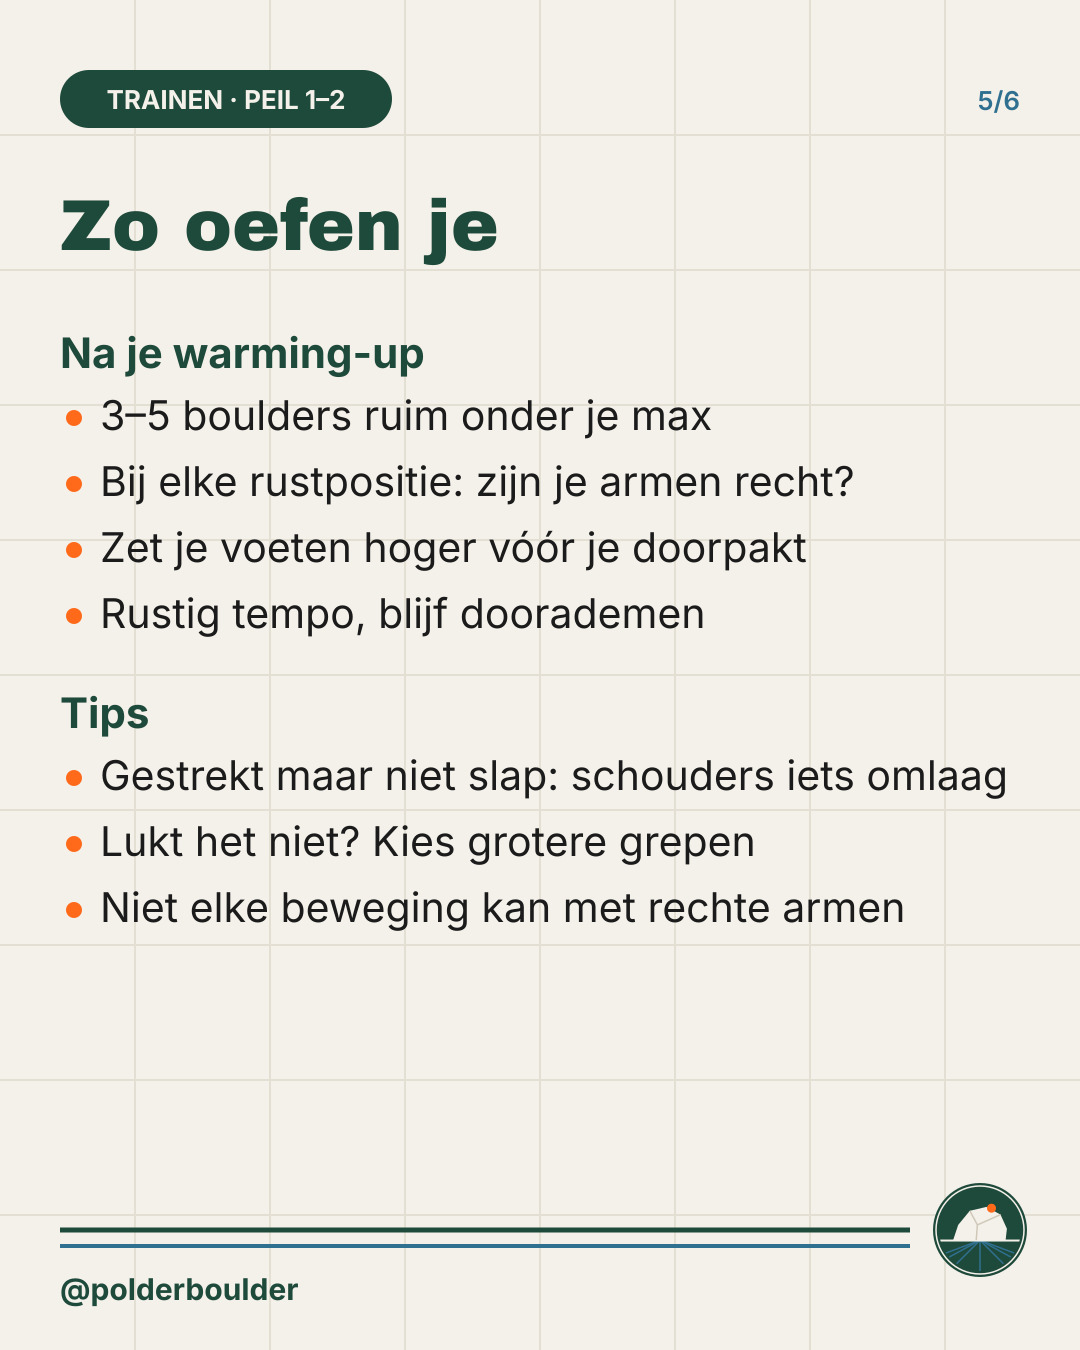 TRAINEN · PEIL 1–2
5/6
Zo oefen je
Na je warming-up
3–5 boulders ruim onder je max
Bij elke rustpositie: zijn je armen recht?
Zet je voeten hoger vóór je doorpakt
Rustig tempo, blijf doorademen
Tips
Gestrekt maar niet slap: schouders iets omlaag
Lukt het niet? Kies grotere grepen
Niet elke beweging kan met rechte armen
@polderboulder